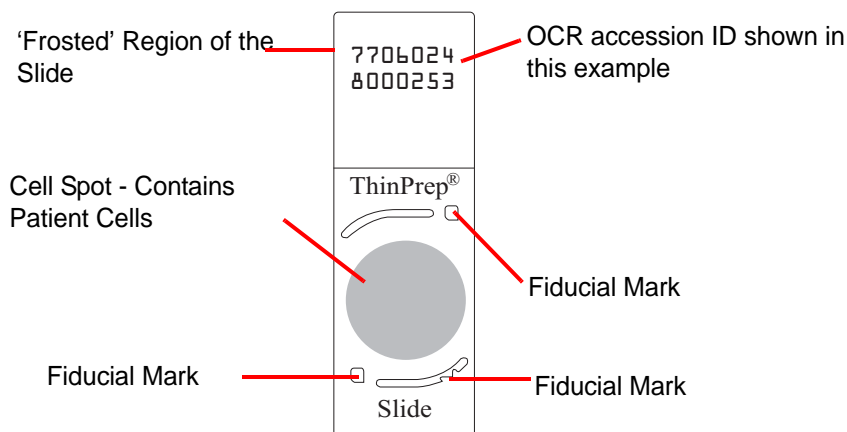 ‘Frosted’ Region of the
Slide
7706024
8000253
OCR accession ID shown in
this example
Cell Spot - Contains
Patient Cells
ThinPrep®
Fiducial Mark
Fiducial Mark
Fiducial Mark
Slide